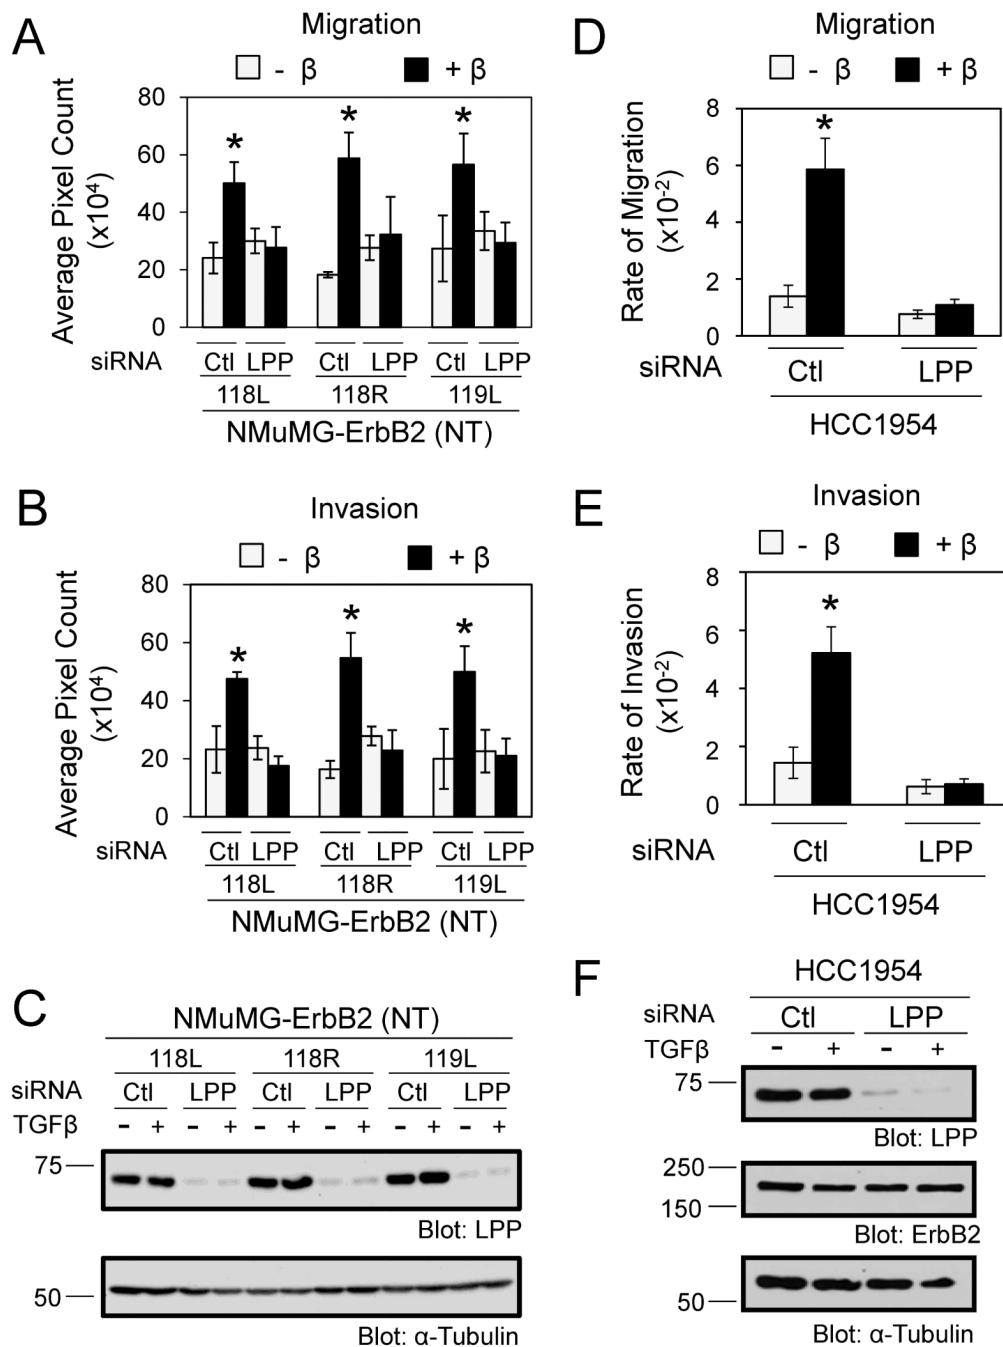 A
Migration
- β + β
Average Pixel Count
(x10⁴)
80
60
40
20
0
* * *
siRNA Ctl LPP Ctl LPP Ctl LPP
118L 118R 119L
NMuMG-ErbB2 (NT)
B
Invasion
- β + β
Average Pixel Count
(x10⁴)
80
60
40
20
0
* * *
siRNA Ctl LPP Ctl LPP Ctl LPP
118L 118R 119L
NMuMG-ErbB2 (NT)
C
NMuMG-ErbB2 (NT)
118L 118R 119L
siRNA Ctl LPP Ctl LPP Ctl LPP
TGFβ - + - + - + - + - + - +
75
Blot: LPP
50
Blot: α-Tubulin
D
Migration
- β + β
Rate of Migration
(x10⁻²)
8
6
4
2
0
*
siRNA Ctl LPP
HCC1954
E
Invasion
- β + β
Rate of Invasion
(x10⁻²)
8
6
4
2
0
*
siRNA Ctl LPP
HCC1954
F
HCC1954
siRNA Ctl LPP
TGFβ - + - +
75
Blot: LPP
250
150
Blot: ErbB2
50
Blot: α-Tubulin